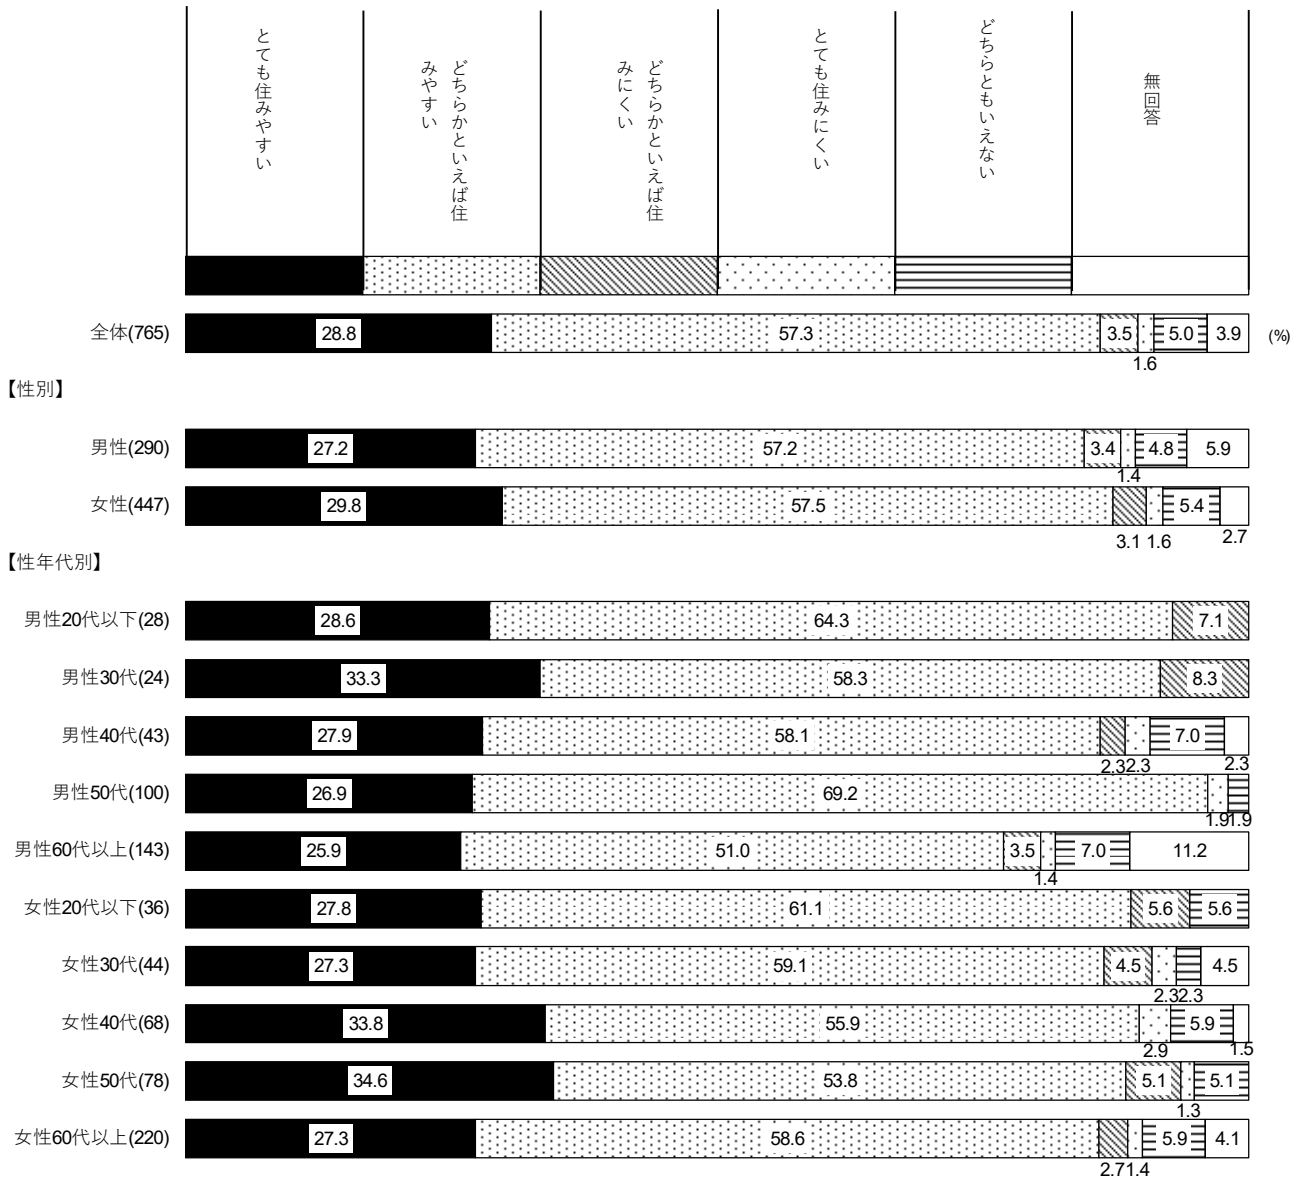 とても住みやすい
どちらかといえば住
みやすい
どちらかといえば住
みにくい
とても住みにくい
どちらともいえない
無回答
全体(765) 28.8 57.3 3.5 5.0 3.9 (%)
1.6
【性別】
男性(290) 27.2 57.2 3.4 4.8 5.9
1.4
女性(447) 29.8 57.5 5.4
3.1 1.6 2.7
【性年代別】
男性20代以下(28) 28.6 64.3 7.1
男性30代(24) 33.3 58.3 8.3
男性40代(43) 27.9 58.1 7.0
2.3 2.3 2.3
男性50代(100) 26.9 69.2
1.9 1.9
男性60代以上(143) 25.9 51.0 3.5 7.0 11.2
1.4
女性20代以下(36) 27.8 61.1 5.6 5.6
女性30代(44) 27.3 59.1 4.5 4.5
2.3 2.3
女性40代(68) 33.8 55.9 5.9
2.9 1.5
女性50代(78) 34.6 53.8 5.1 5.1
1.3
女性60代以上(220) 27.3 58.6 5.9 4.1
2.7 1.4